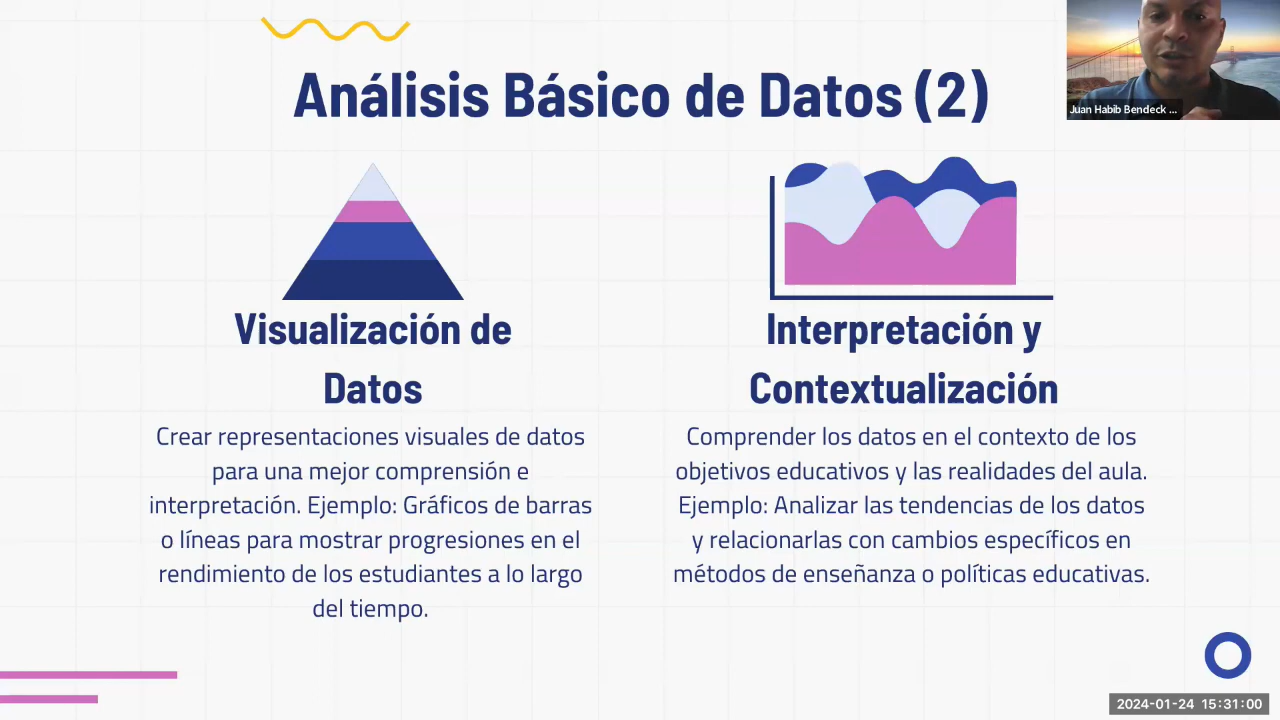 Análisis Básico de Datos (2)
Juan Habib Bendeck ...
Visualización de
Datos
Crear representaciones visuales de datos
para una mejor comprensión e
interpretación. Ejemplo: Gráficos de barras
o líneas para mostrar progresiones en el
rendimiento de los estudiantes a lo largo
del tiempo.
Interpretación y
Contextualización
Comprender los datos en el contexto de los
objetivos educativos y las realidades del aula.
Ejemplo: Analizar las tendencias de los datos
y relacionarlas con cambios específicos en
métodos de enseñanza o políticas educativas.
2024-01-24 15:31:00